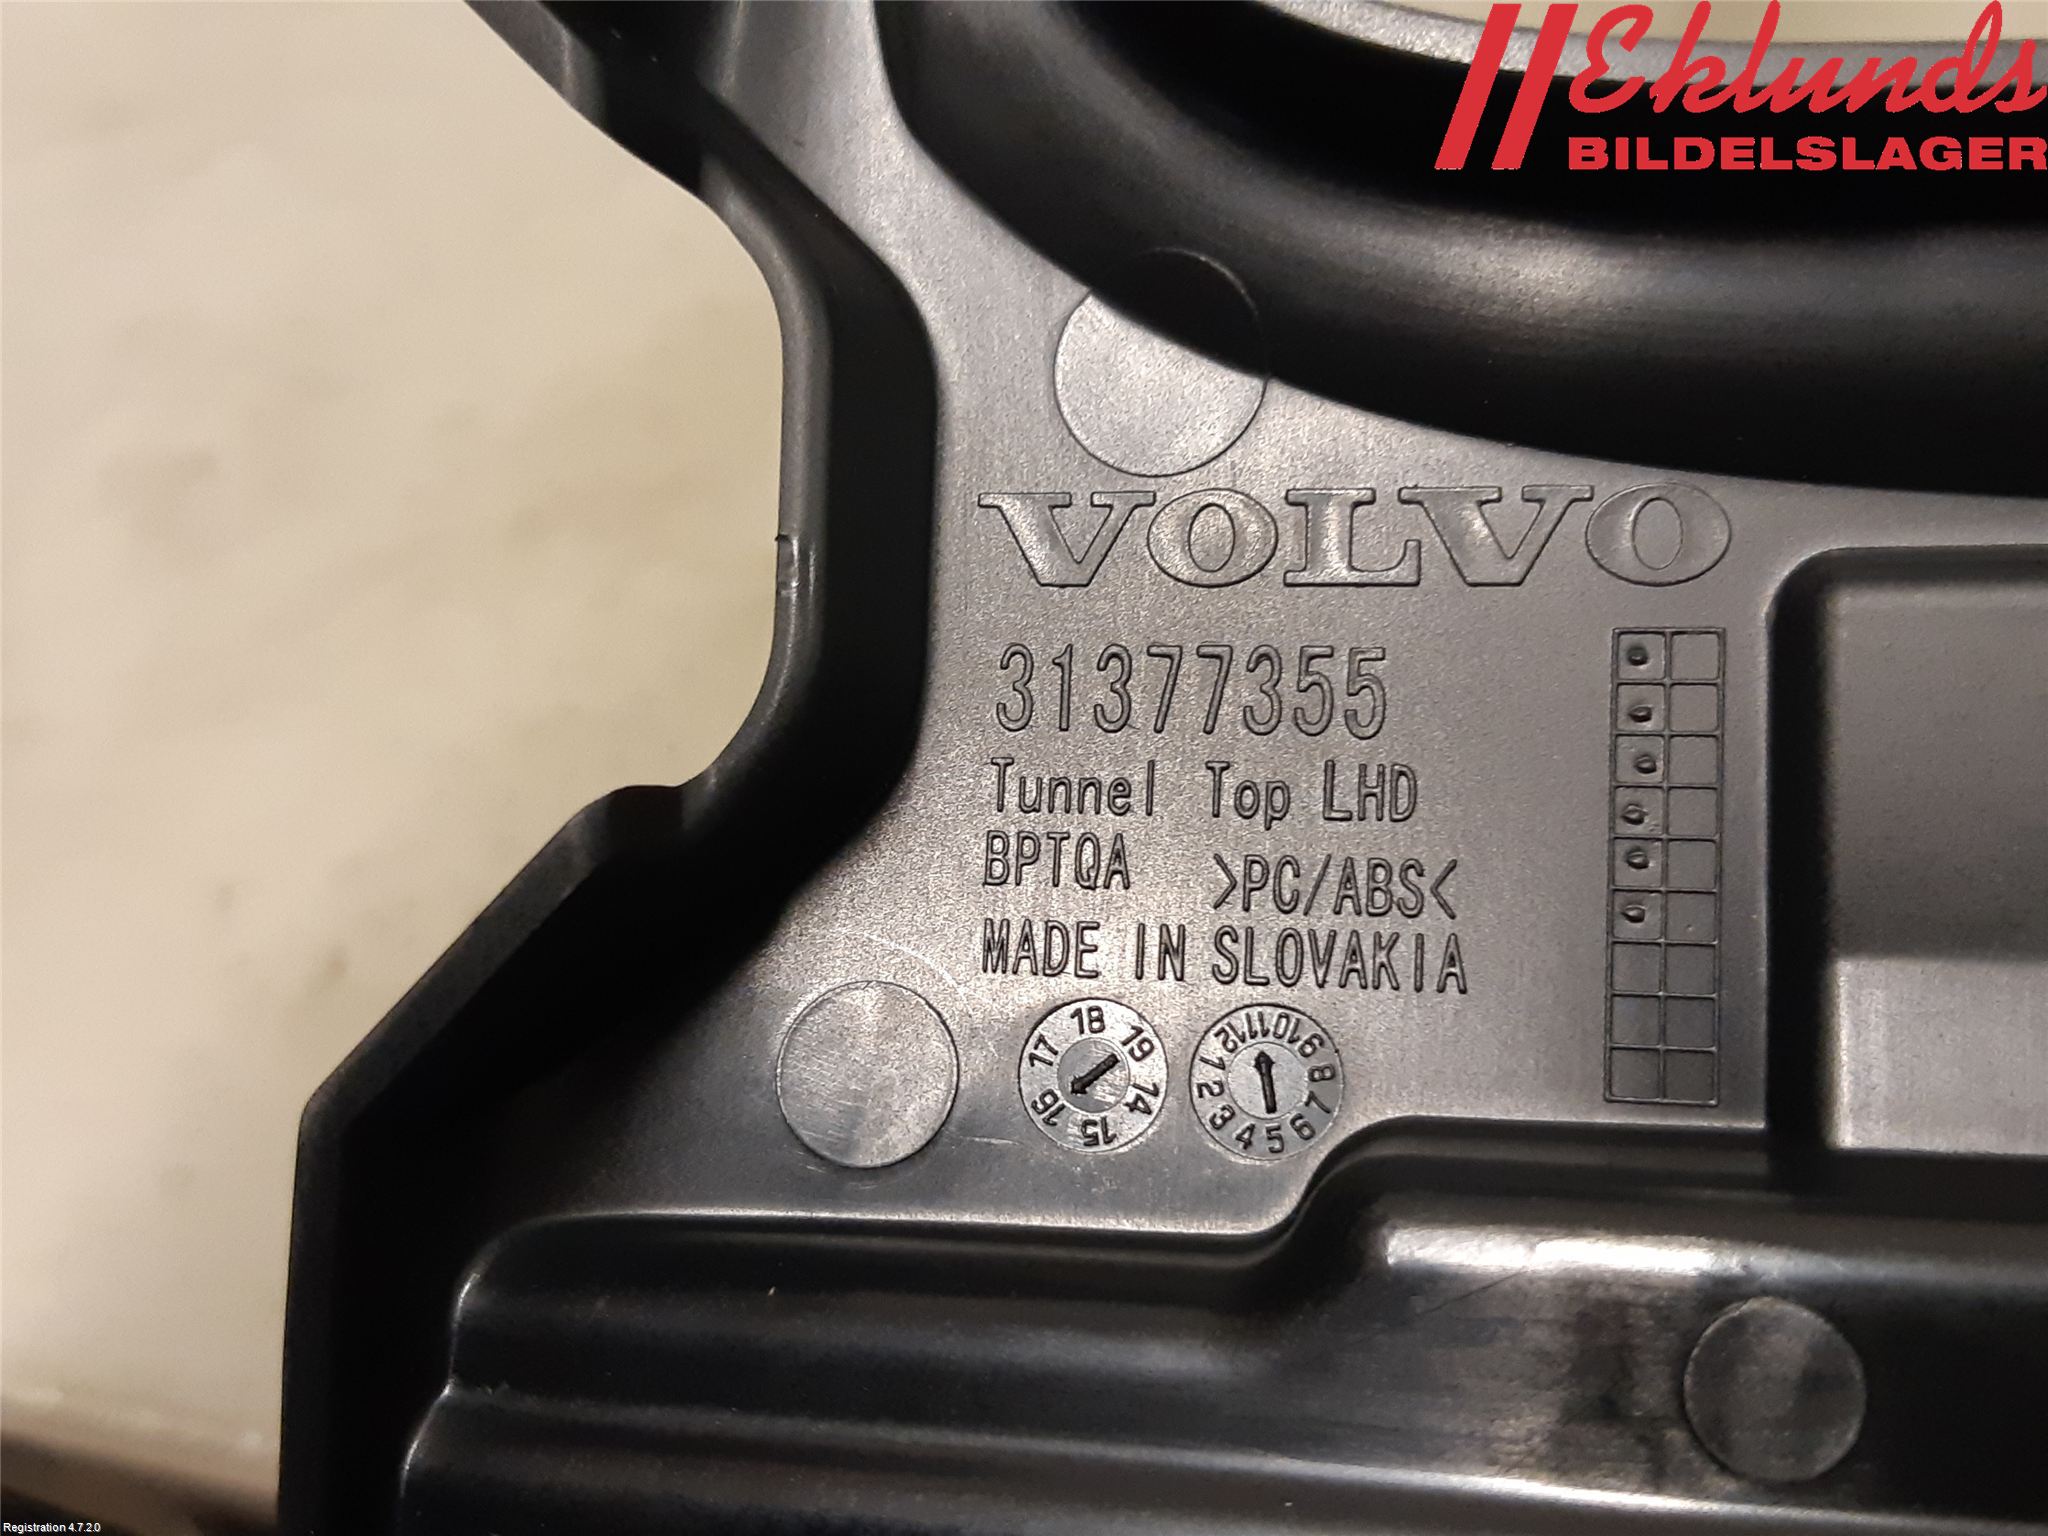 Eklunds
BILDELSLAGER
VOLVO
31377355
Tunnel Top LHD
BPTQA >PC/ABS<
MADE IN SLOVAKIA
14 15 16 17 18 19
1 2 3 4 5 6 7 8 9 10 11 12
Registration 4.7.2.0